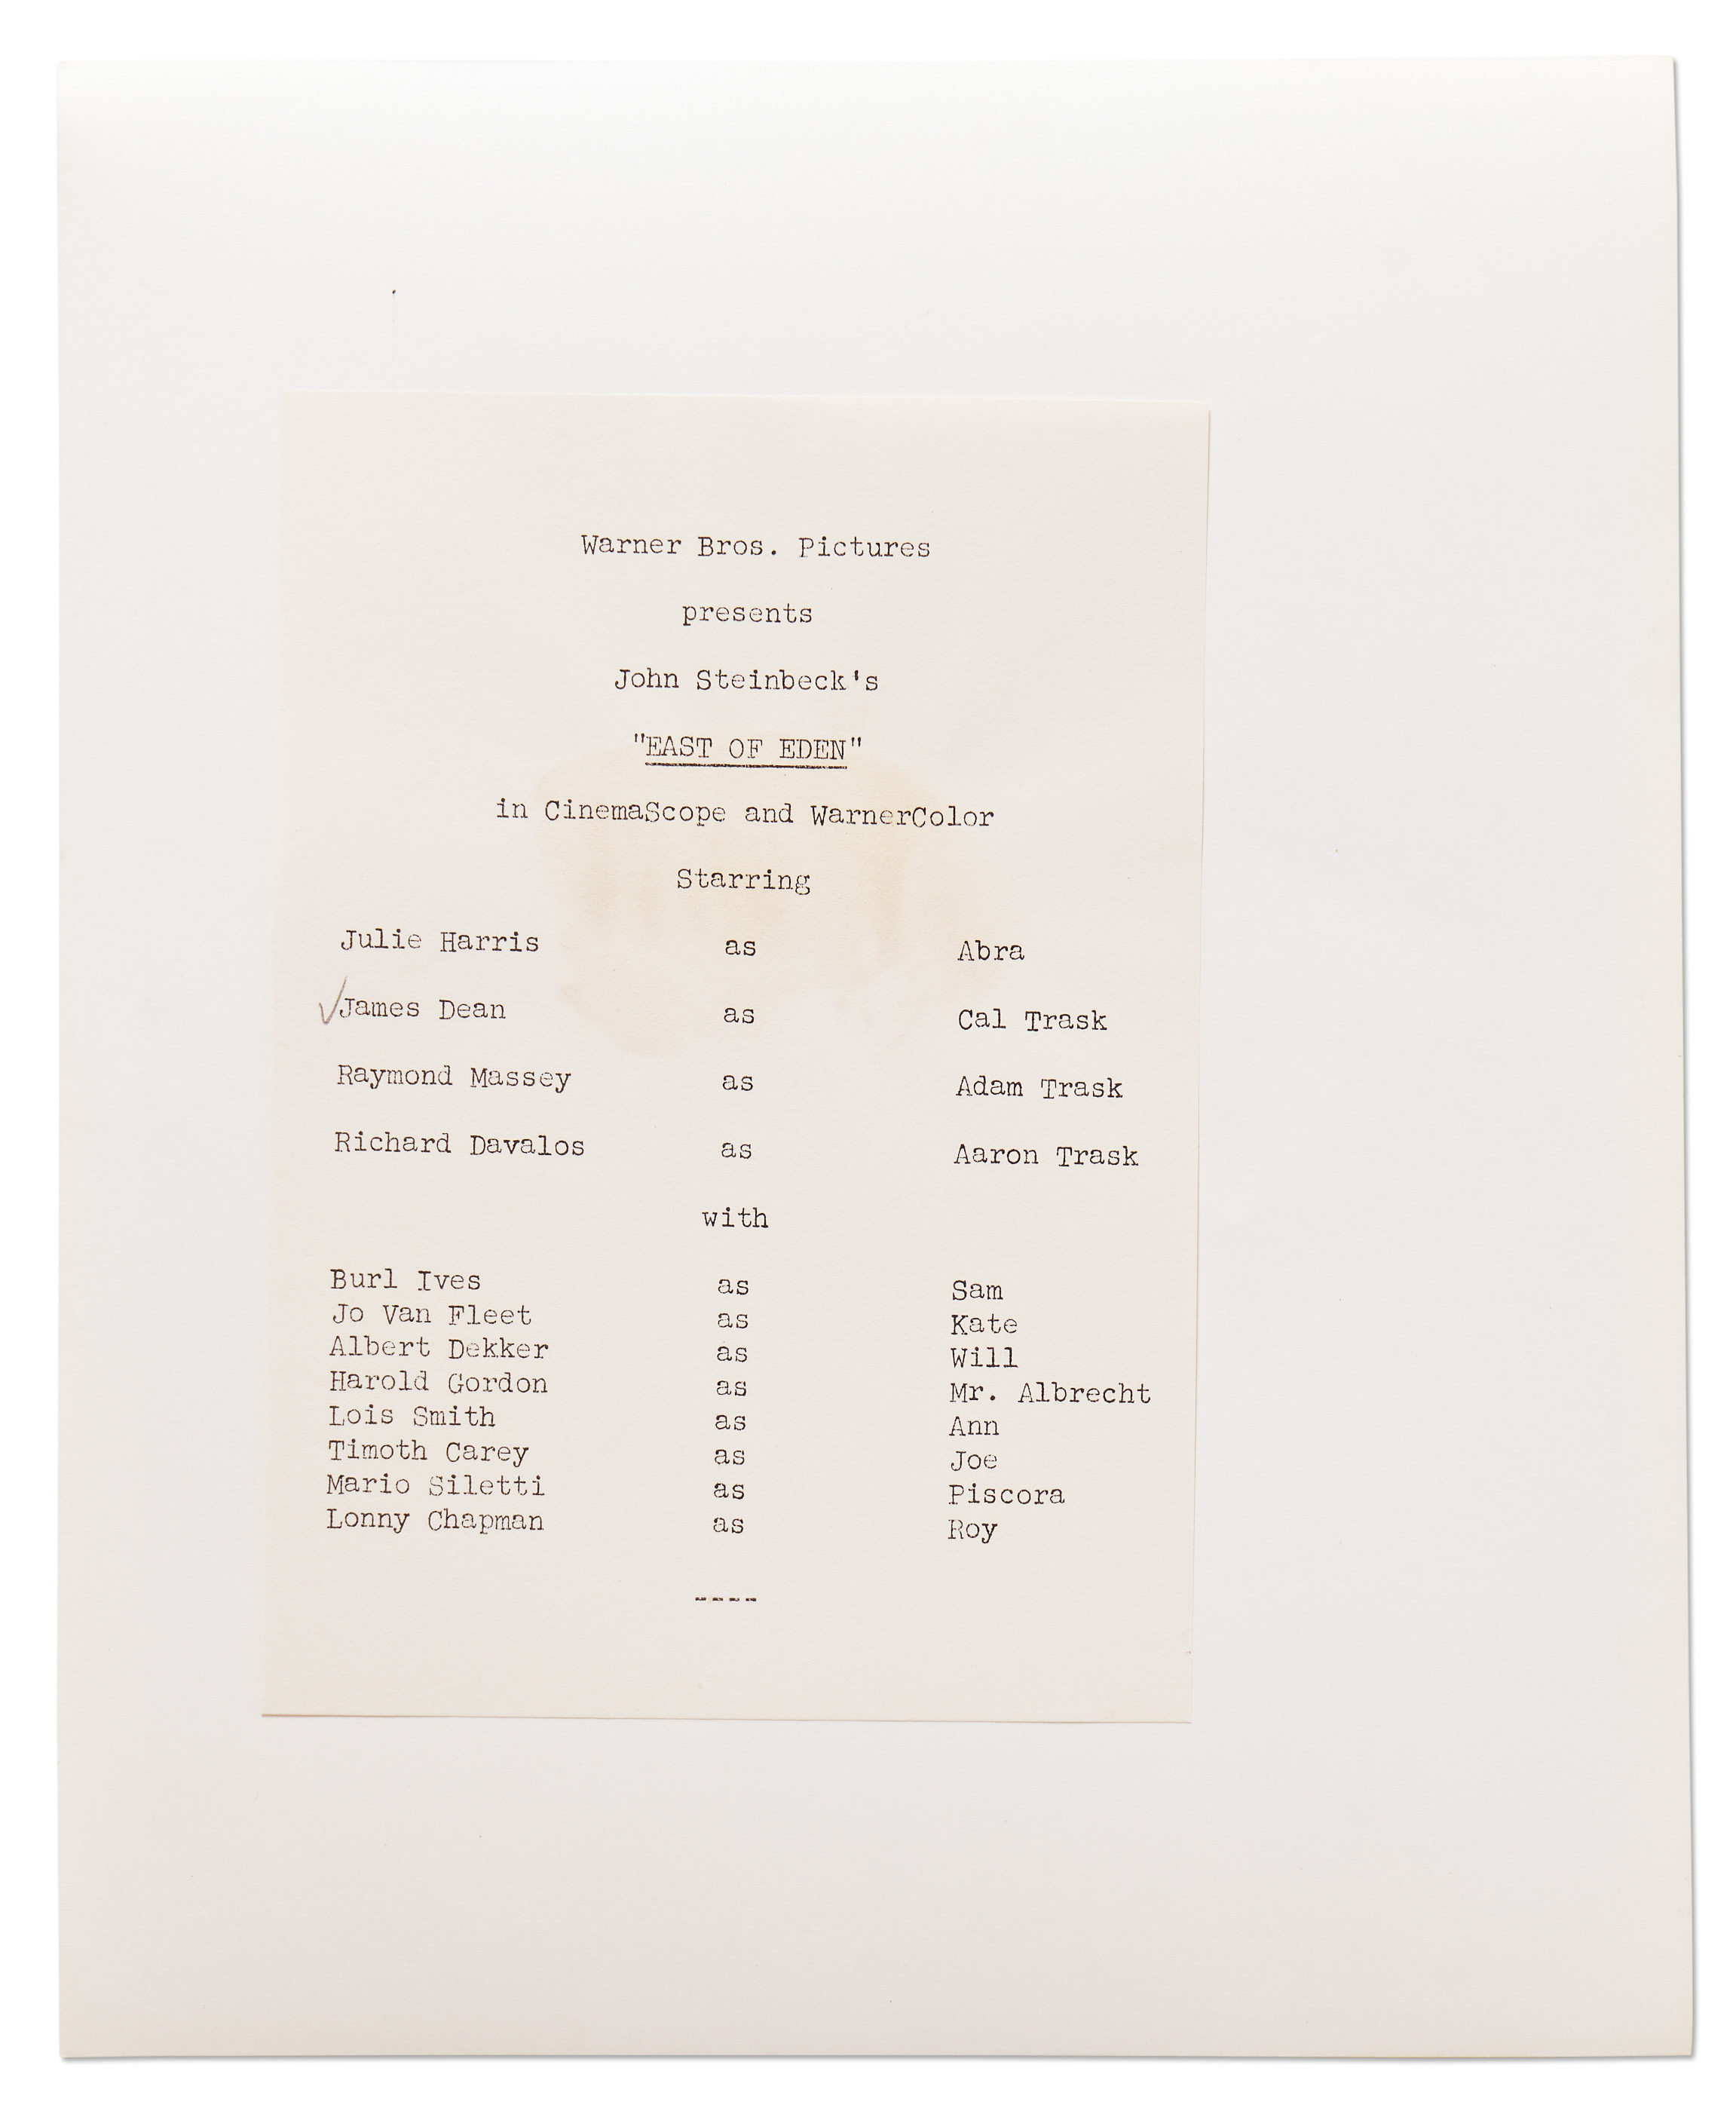 Warner Bros. Pictures
presents
John Steinbeck's
"EAST OF EDEN"
in CinemaScope and WarnerColor
Starring
Julie Harris as Abra
James Dean as Cal Trask
Raymond Massey as Adam Trask
Richard Davalos as Aaron Trask
with
Burl Ives as Sam
Jo Van Fleet as Kate
Albert Dekker as Will
Harold Gordon as Mr. Albrecht
Lois Smith as Ann
Timoth Carey as Joe
Mario Siletti as Piscora
Lonny Chapman as Roy
----